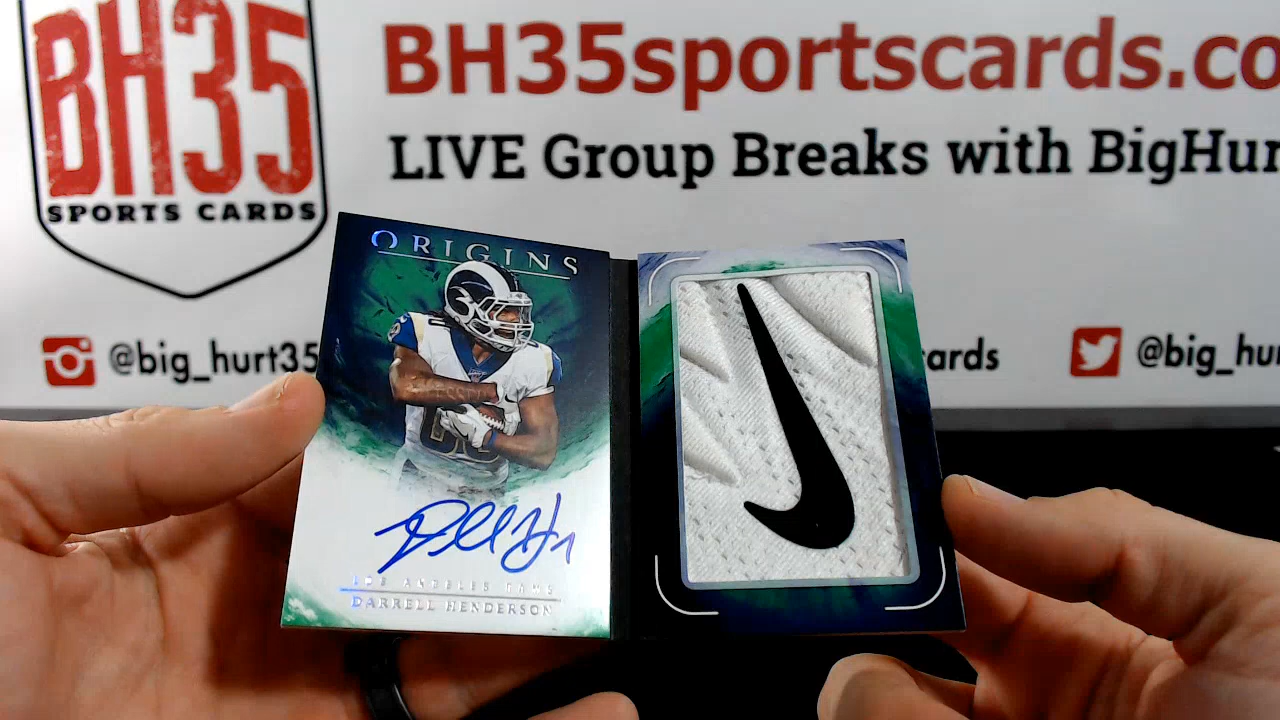 BH35
SPORTS CARDS
BH35sportscards.co
LIVE Group Breaks with BigHur
@big_hurt35
ards
@big_hu
ORIGINS
LOS ANGELES RAMS
DARRELL HENDERSON